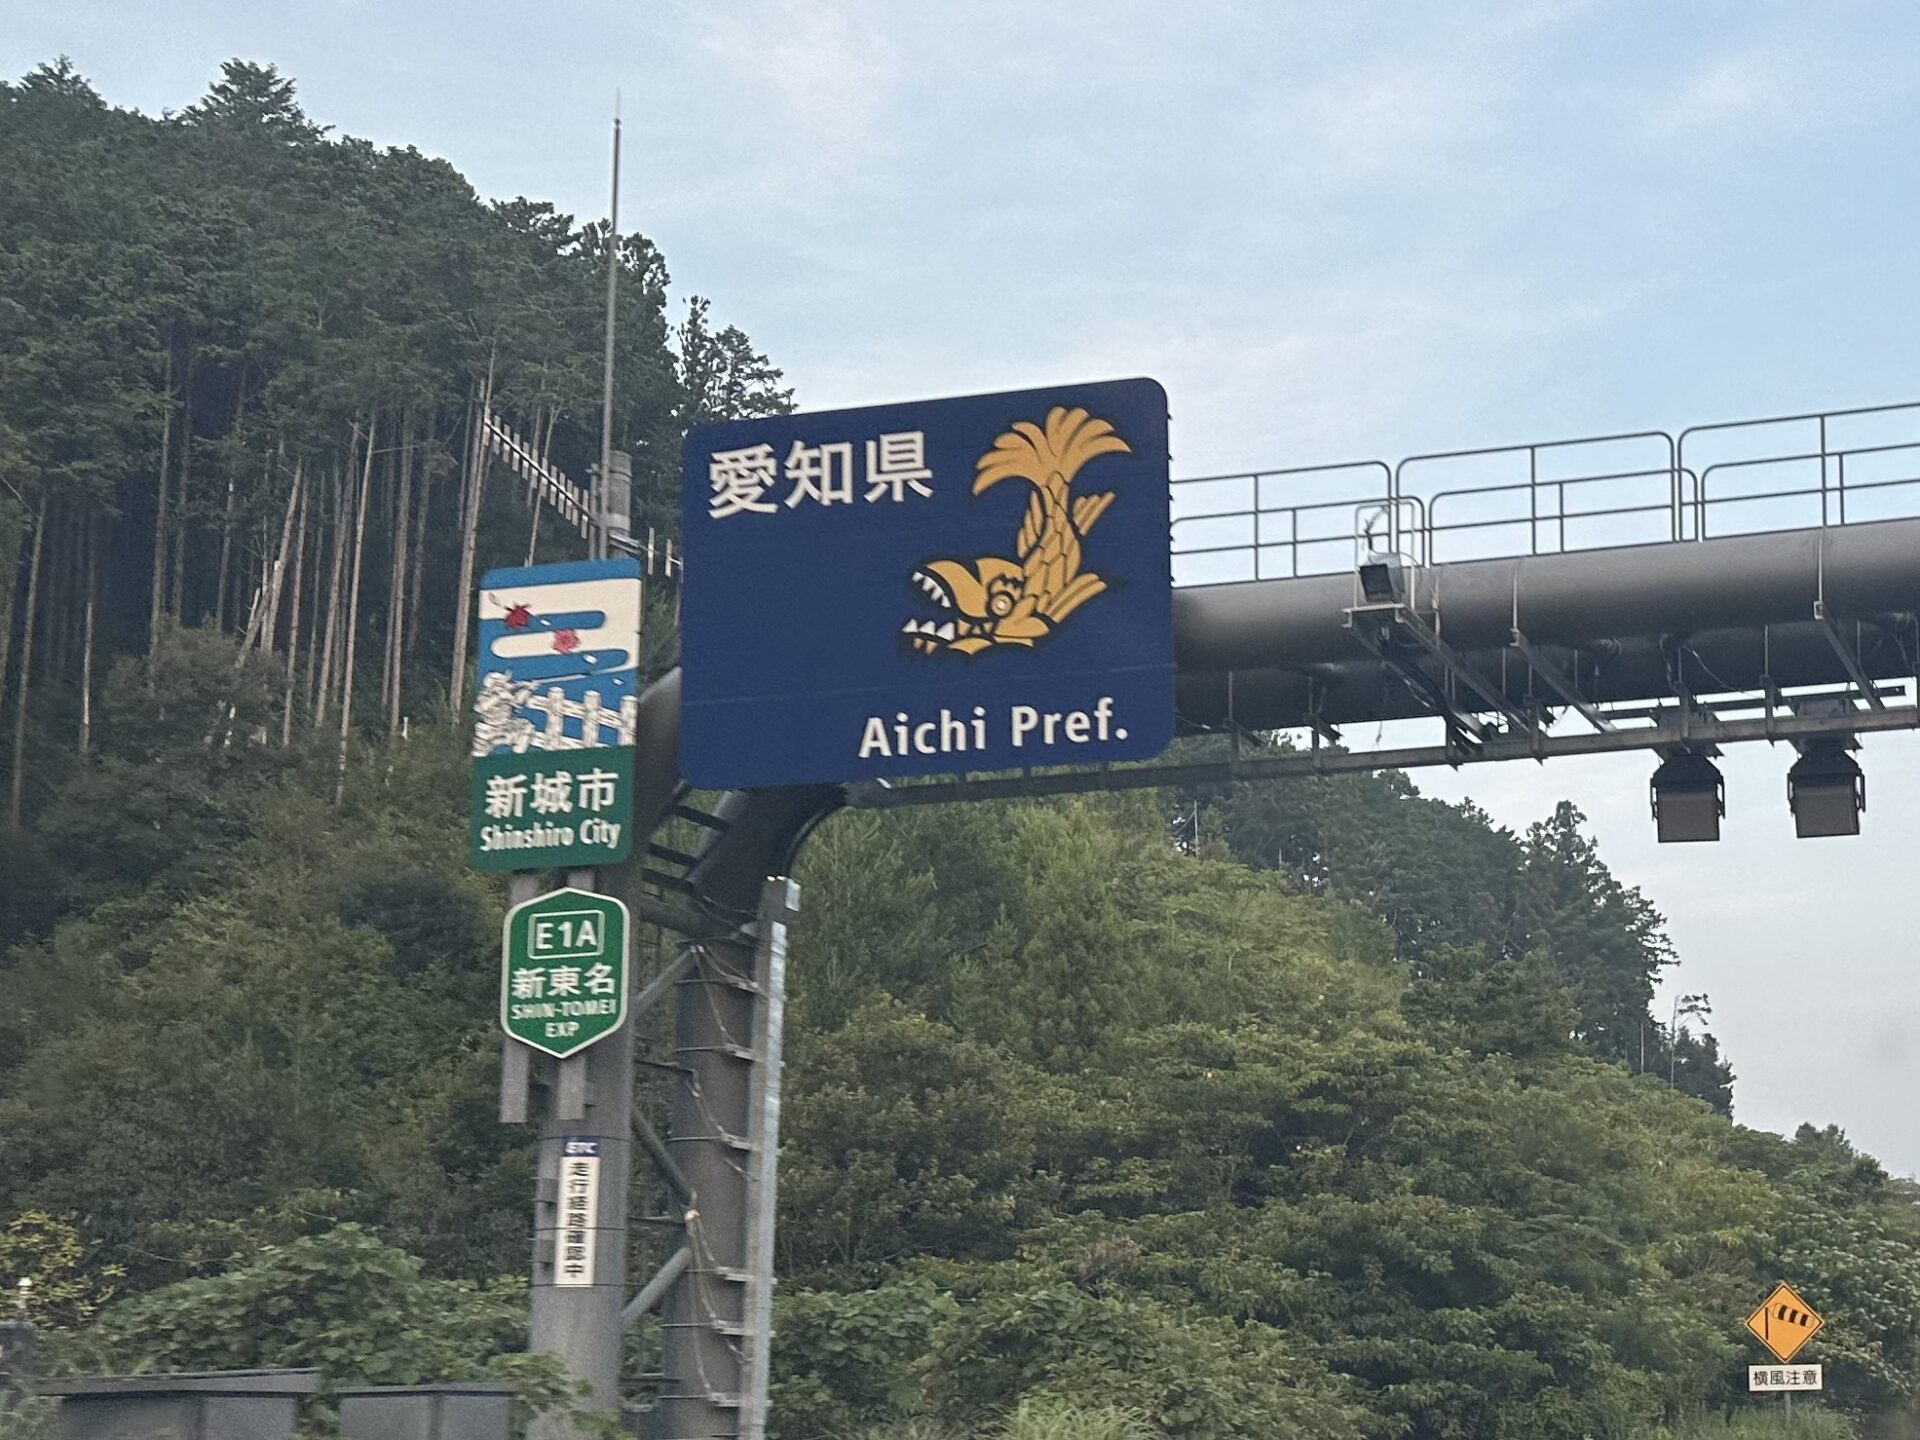 愛知県
Aichi Pref.
新城市
Shinshiro City
E1A
新東名
SHIN-TOMEI
EXP
ETC
走行経路確認中
横風注意